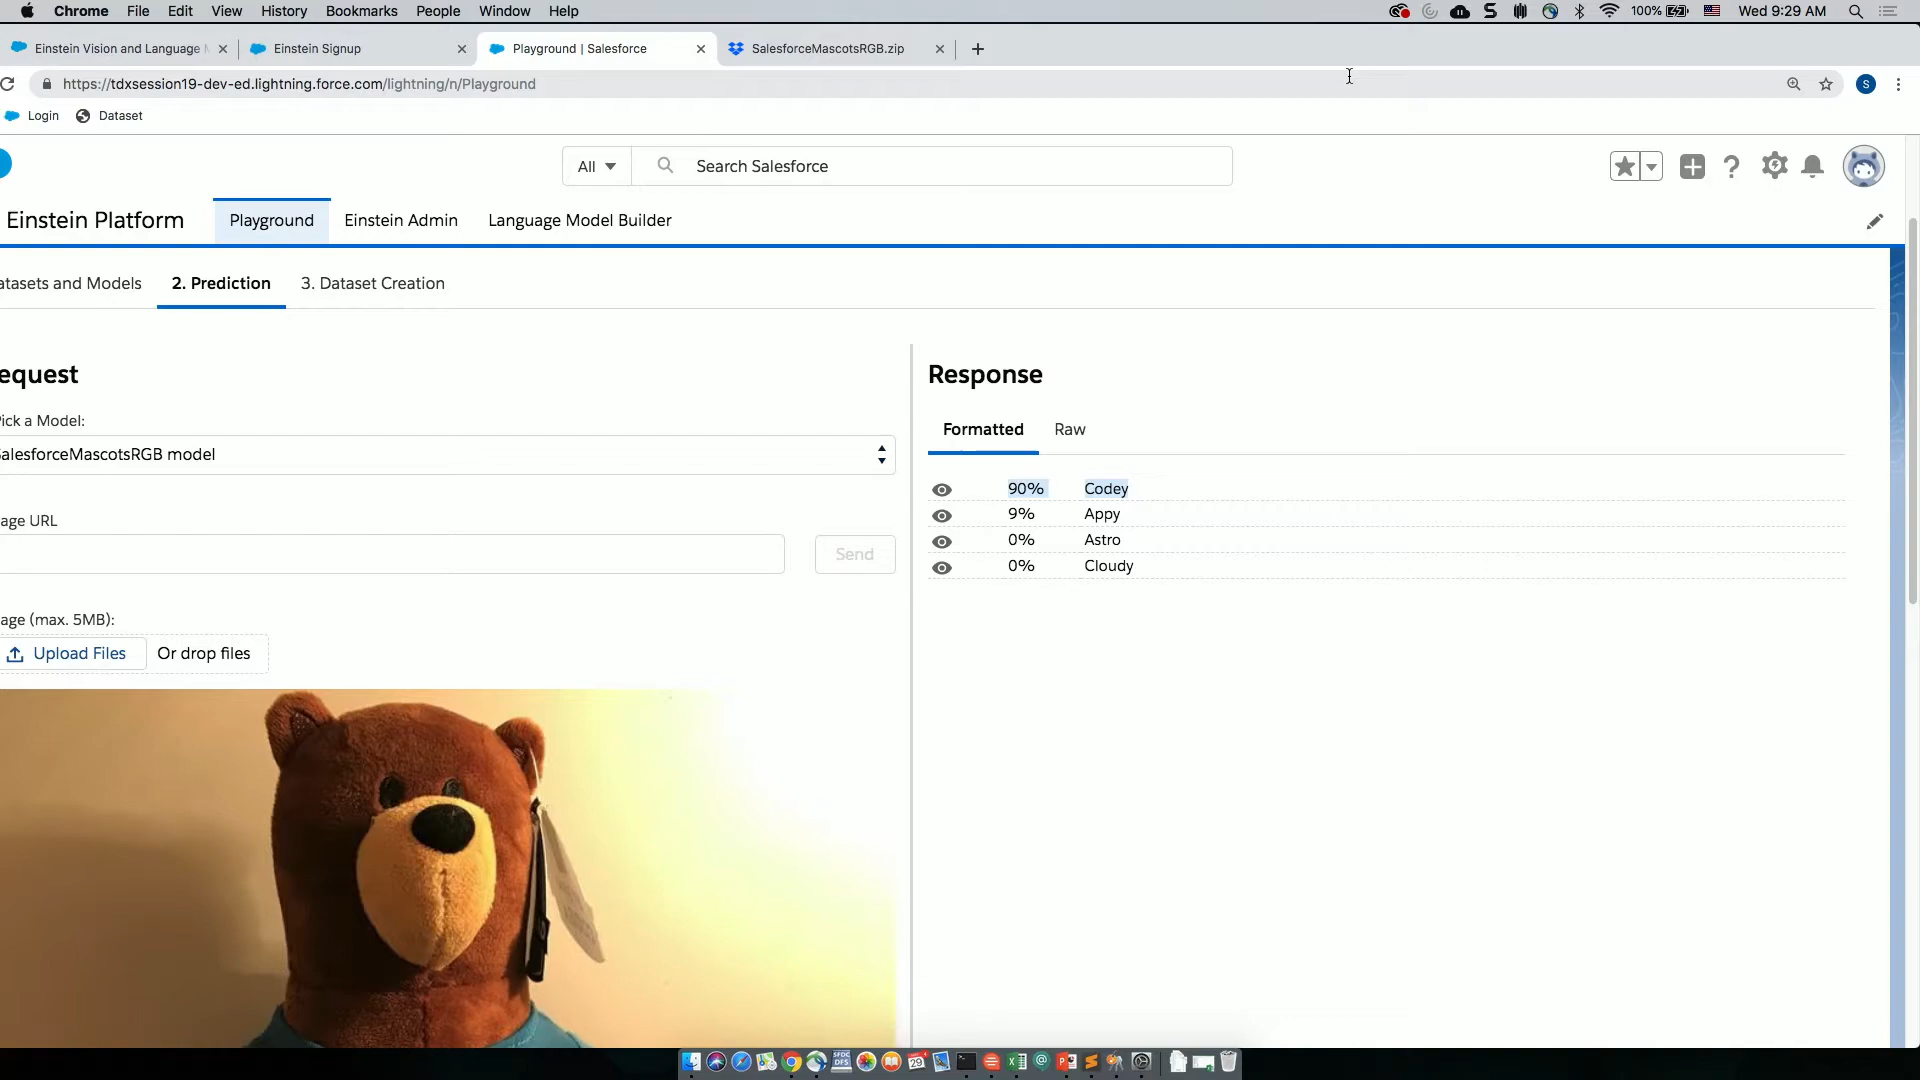 Chrome File Edit View History Bookmarks People Window Help 100% Wed 9:29 AM
Einstein Vision and Language Einstein Signup Playground | Salesforce SalesforceMascotsRGB.zip
https://tdxsession19-dev-ed.lightning.force.com/lightning/n/Playground S
Login Dataset
All Search Salesforce
Einstein Platform Playground Einstein Admin Language Model Builder
atasets and Models 2. Prediction 3. Dataset Creation
equest
Response
ick a Model:
Formatted Raw
alesforceMascotsRGB model
90% Codey
9% Appy
age URL
0% Astro
Send
0% Cloudy
age (max. 5MB):
Upload Files Or drop files